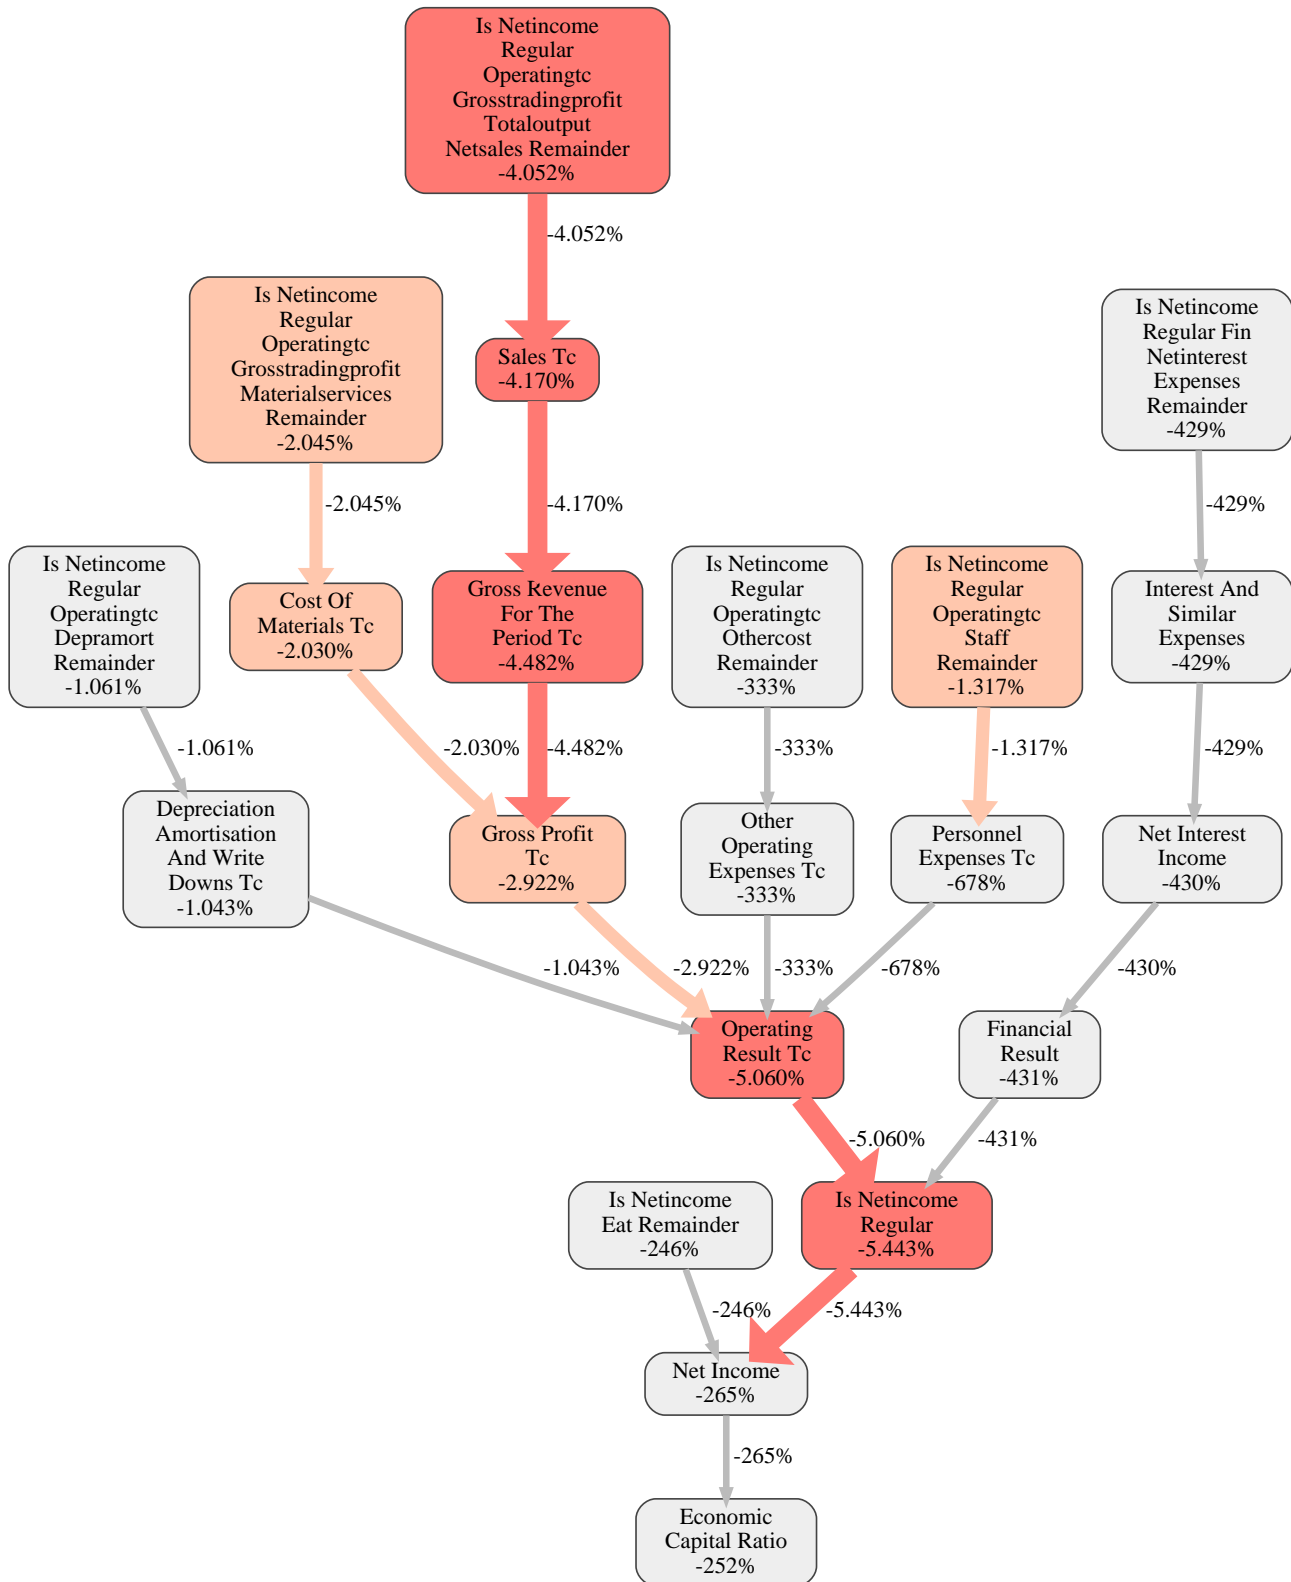 Is Netincome
Regular
Operatingtc
Grosstradingprofit
Totaloutput
Netsales Remainder
-4.052%
-4.052%
Is Netincome
Regular
Operatingtc
Grosstradingprofit
Materialservices
Remainder
-2.045%
Sales Tc
-4.170%
Is Netincome
Regular Fin
Netinterest
Expenses
Remainder
-429%
-2.045%
-4.170%
-429%
Is Netincome
Regular
Operatingtc
Depramort
Remainder
-1.061%
Cost Of
Materials Tc
-2.030%
Gross Revenue
For The
Period Tc
-4.482%
Is Netincome
Regular
Operatingtc
Othercost
Remainder
-333%
Is Netincome
Regular
Operatingtc
Staff
Remainder
-1.317%
Interest And
Similar
Expenses
-429%
-1.061%
-2.030%
-4.482%
-333%
-1.317%
-429%
Depreciation
Amortisation
And Write
Downs Tc
-1.043%
Gross Profit
Tc
-2.922%
Other
Operating
Expenses Tc
-333%
Personnel
Expenses Tc
-678%
Net Interest
Income
-430%
-1.043%
-2.922%
-333%
-678%
-430%
Operating
Result Tc
-5.060%
Financial
Result
-431%
-5.060%
-431%
Is Netincome
Eat Remainder
-246%
Is Netincome
Regular
-5.443%
-246%
-5.443%
Net Income
-265%
-265%
Economic
Capital Ratio
-252%